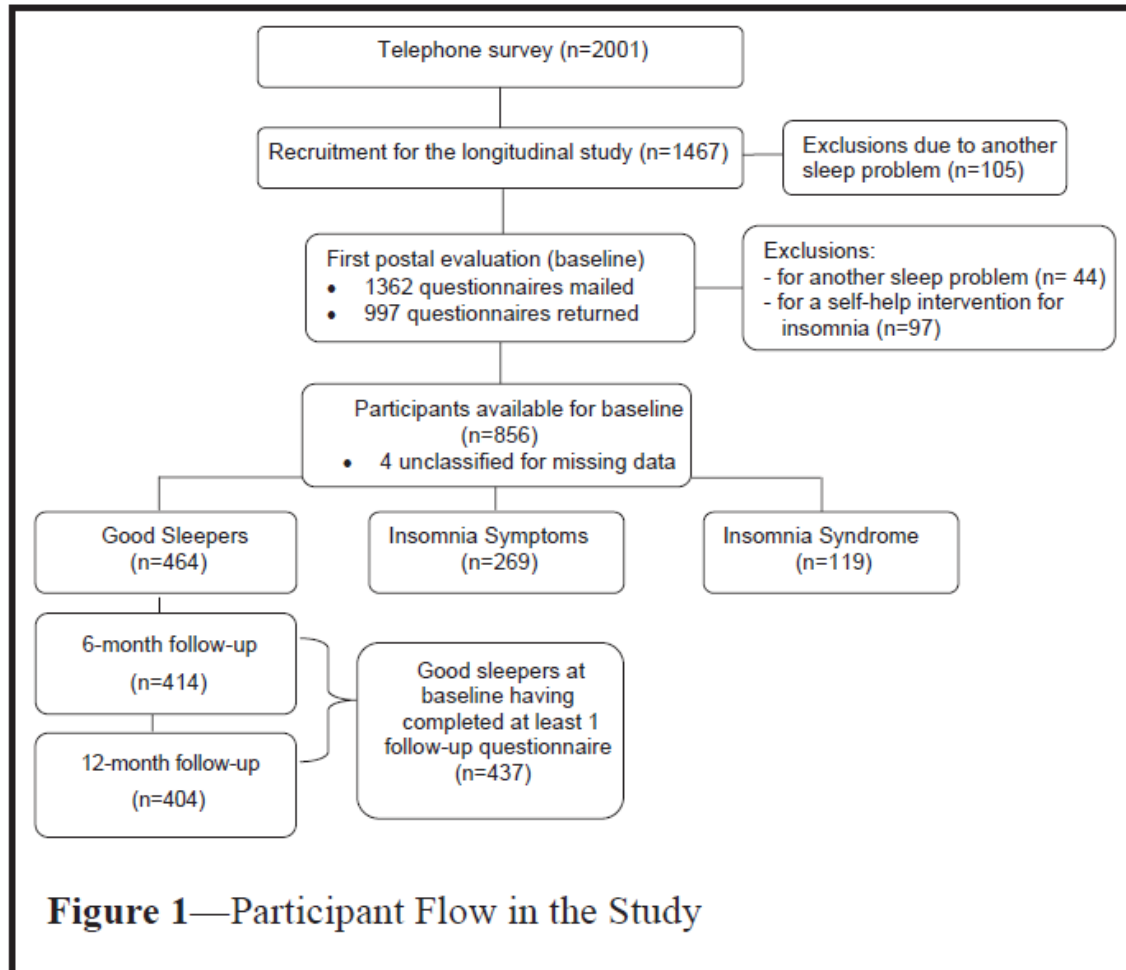 Telephone survey (n=2001)
Recruitment for the longitudinal study (n=1467)
Exclusions due to another
sleep problem (n=105)
First postal evaluation (baseline)
• 1362 questionnaires mailed
• 997 questionnaires returned
Exclusions:
- for another sleep problem (n= 44)
- for a self-help intervention for
insomnia (n=97)
Participants available for baseline
(n=856)
• 4 unclassified for missing data
Good Sleepers
(n=464)
Insomnia Symptoms
(n=269)
Insomnia Syndrome
(n=119)
6-month follow-up
(n=414)
12-month follow-up
(n=404)
Good sleepers at
baseline having
completed at least 1
follow-up questionnaire
(n=437)
Figure 1—Participant Flow in the Study